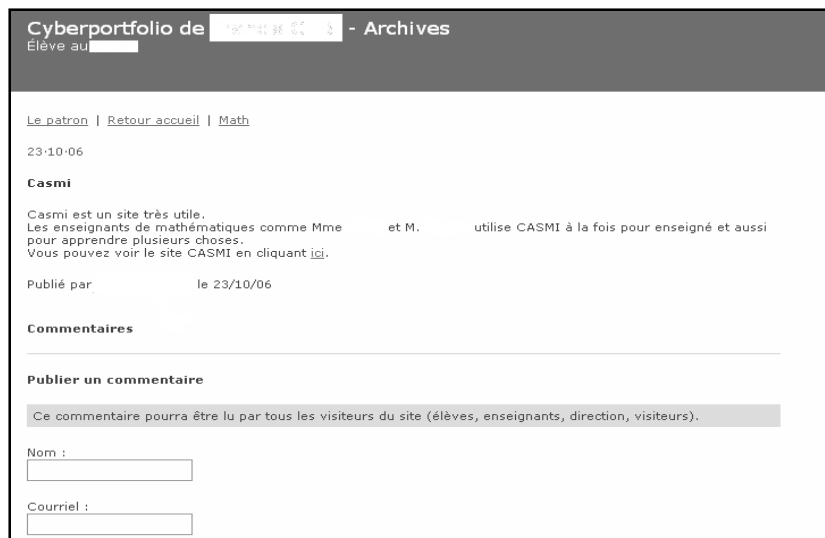 Cyberportfolio de - Archives
Élève au
Le patron | Retour accueil | Math
23·10·06
Casmi
Casmi est un site très utile.
Les enseignants de mathématiques comme Mme et M. utilise CASMI à la fois pour enseigné et aussi
pour apprendre plusieurs choses.
Vous pouvez voir le site CASMI en cliquant ici.
Publié par le 23/10/06
Commentaires
Publier un commentaire
Ce commentaire pourra être lu par tous les visiteurs du site (élèves, enseignants, direction, visiteurs).
Nom :
Courriel :